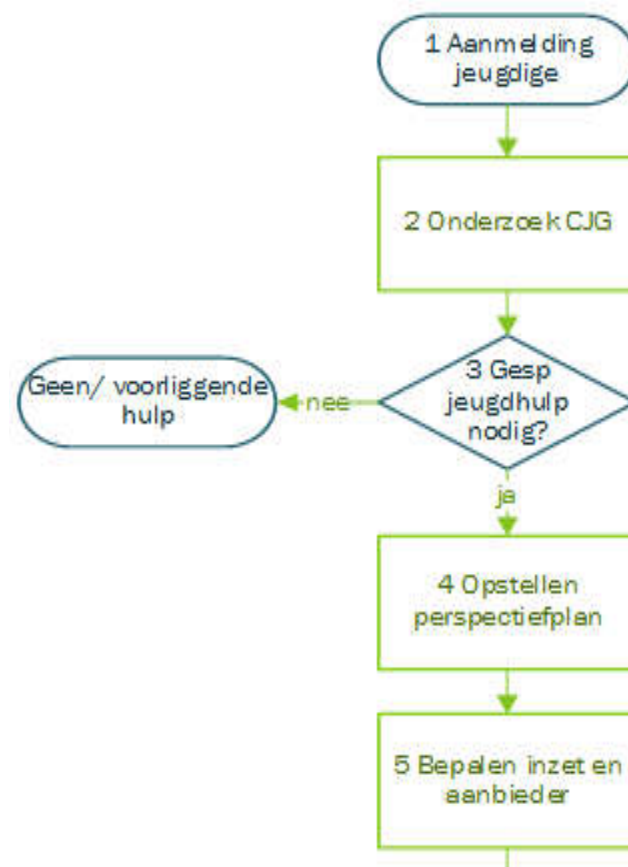 1 Aanmelding
jeugdige
2 Onderzoek CJG
3 Gesp
jeugdhulp
nodig?
nee
Geen/ voorliggende
hulp
ja
4 Opstellen
perspectiefplan
5 Bepalen inzet en
aanbieder